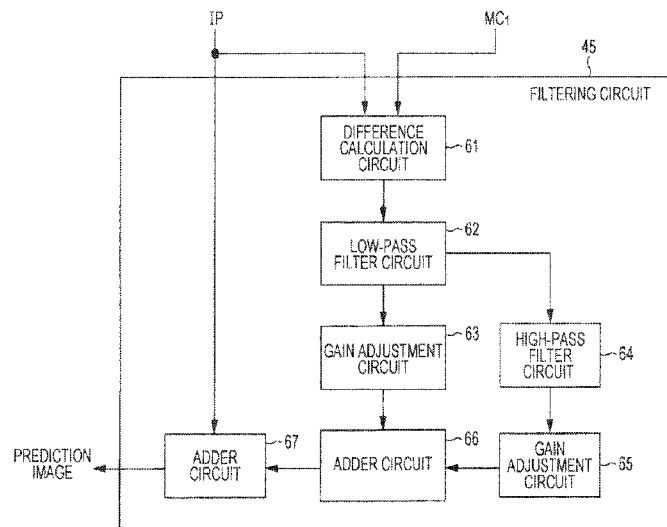 IP
MC1
45
FILTERING CIRCUIT
DIFFERENCE
CALCULATION
CIRCUIT
61
62
LOW-PASS
FILTER CIRCUIT
63
GAIN ADJUSTMENT
CIRCUIT
HIGH-PASS
FILTER
CIRCUIT
64
PREDICTION
IMAGE
67
ADDER
CIRCUIT
66
ADDER CIRCUIT
GAIN
ADJUSTMENT
CIRCUIT
65